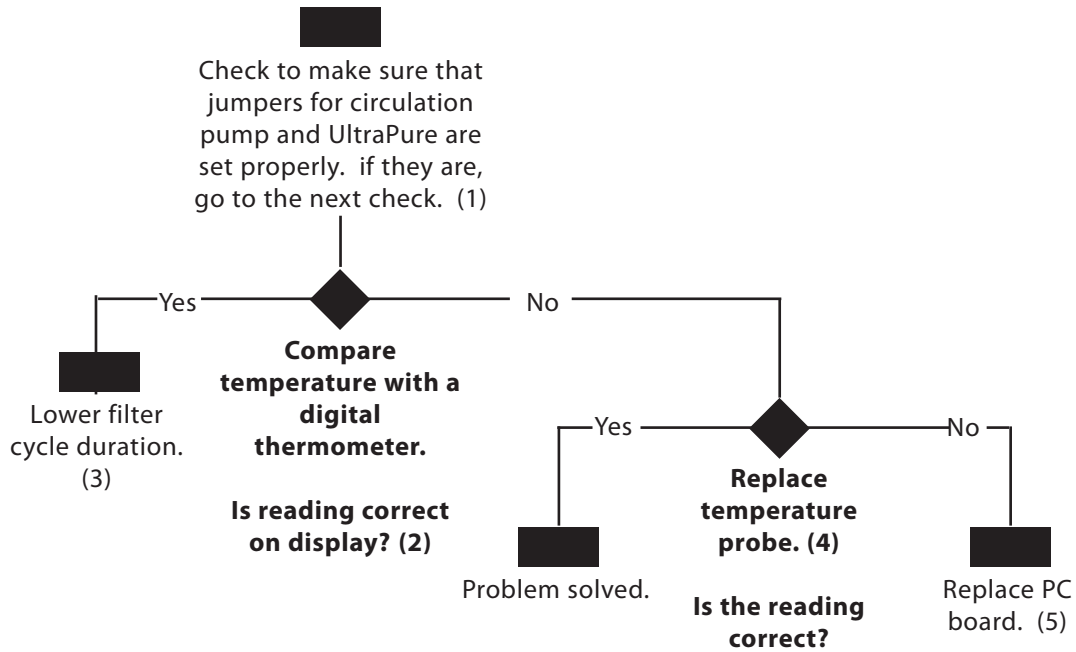 Check to make sure that
jumpers for circulation
pump and UltraPure are
set properly.  if they are,
go to the next check.  (1)
Yes
No
Compare
temperature with a
digital
thermometer.
Is reading correct
on display? (2)
Lower filter
cycle duration.
(3)
Yes
No
Replace
temperature
probe. (4)
Is the reading
correct?
Problem solved.
Replace PC
board.  (5)